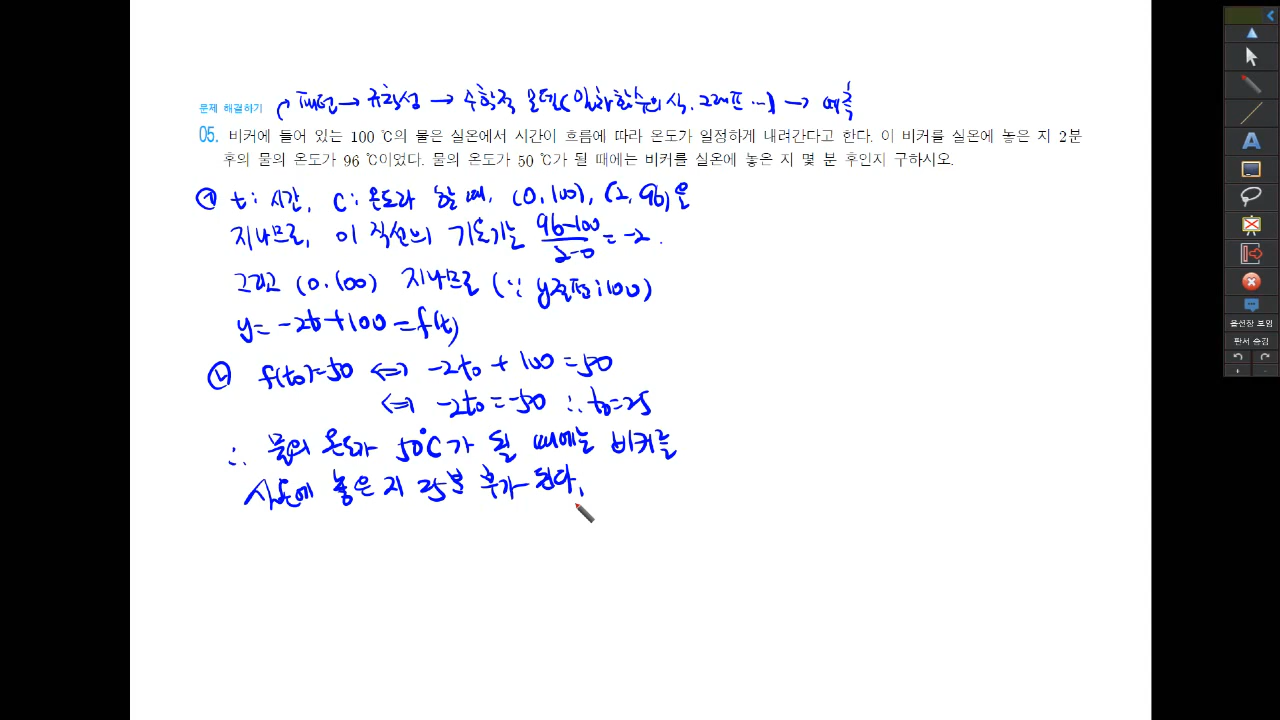 패턴 → 규칙성 → 수학적 모델(일차함수의 식, 그래프 …) → 예측
문제 해결하기
05. 비커에 들어 있는 100 ℃의 물은 실온에서 시간이 흐름에 따라 온도가 일정하게 내려간다고 한다. 이 비커를 실온에 놓은 지 2분
후의 물의 온도가 96 ℃이었다. 물의 온도가 50 ℃가 될 때에는 비커를 실온에 놓은 지 몇 분 후인지 구하시오.
㉠ t: 시간, C: 온도라 할 때, (0,100), (2,96)을
지나므로, 이 직선의 기울기는 96-100/2-0 = -2.
그리고 (0.100) 지나므로 (∵ y절편:100)
y= -2t+100 = f(t)
㉡ f(t₀)=50 ⇔ -2t₀ + 100 = 50
⇔ -2t₀ = -50 ∴ t₀=25
∴ 물의 온도가 50℃가 될 때에는 비커를
실온에 놓은 지 25분 후가 된다.
A
옵션창 보임
판서 숨김
+ -